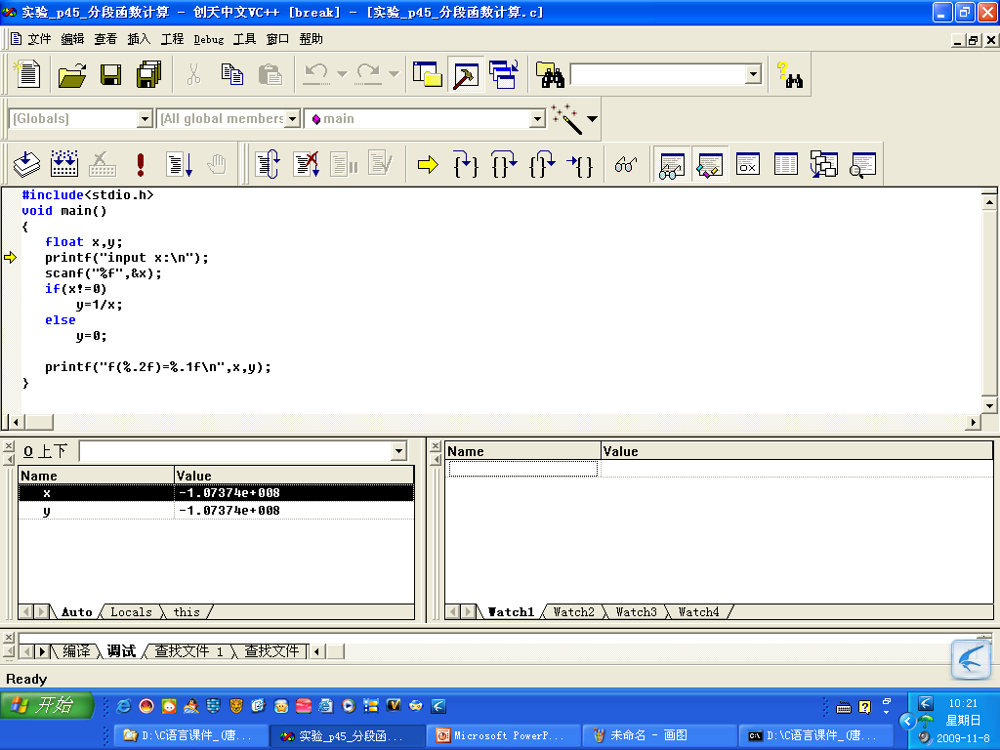 实验_p45_分段函数计算 - 创天中文VC++ [break] - [实验_p45_分段函数计算.c]
文件 编辑 查看 插入 工程 Debug 工具 窗口 帮助
[Globals] [All global members main
#include<stdio.h>
void main()
{
float x,y;
printf("input x:\n");
scanf("%f",&x);
if(x!=0)
y=1/x;
else
y=0;
printf("f(%.2f)=%.1f\n",x,y);
}
O 上下
Name Value
x -1.07374e+008
y -1.07374e+008
Auto Locals this
Name Value
Watch1 Watch2 Watch3 Watch4
编译 调试 查找文件 1 查找文件
Ready
开始
10:21
星期日
2009-11-8
D:\C语言课件_(唐... 实验_p45_分段函... Microsoft PowerP... 未命名 - 画图 D:\C语言课件_(唐...